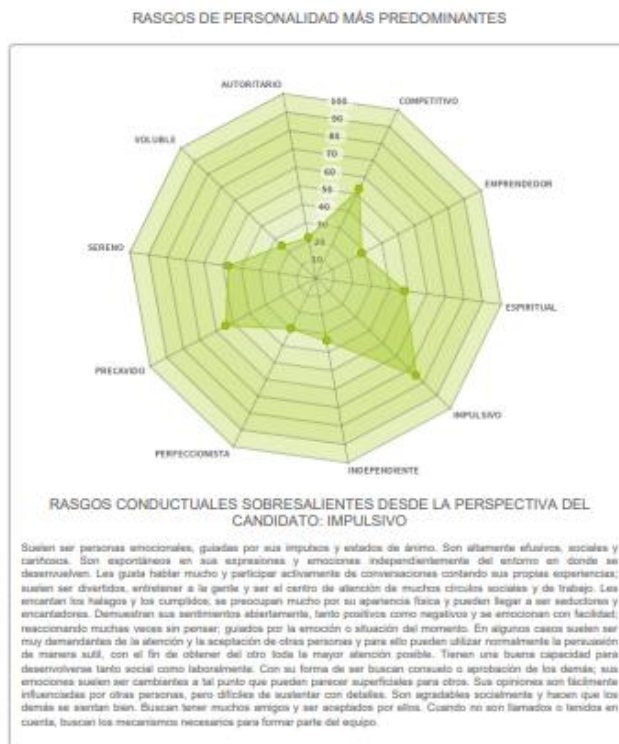 RASGOS DE PERSONALIDAD MÁS PREDOMINANTES
AUTORITARIO
COMPETITIVO
VOLUBLE
EMPRENDEDOR
SERENO
ESPIRITUAL
PRECAVIDO
IMPULSIVO
PERFECCIONISTA
INDEPENDIENTE
100
90
80
70
60
50
40
30
20
10
RASGOS CONDUCTUALES SOBRESALIENTES DESDE LA PERSPECTIVA DEL
CANDIDATO: IMPULSIVO
Suelen ser personas emocionales, guiadas por sus impulsos y estados de ánimo. Son altamente efusivos, sociales y
cariñosos. Son espontáneos en sus expresiones y emociones independientemente del entorno en donde se
desenvuelven. Les gusta hablar mucho y participar activamente de conversaciones contando sus propias experiencias;
suelen ser divertidos, entretener a la gente y ser el centro de atención de muchos círculos sociales y de trabajo. Les
encantan los halagos y los cumplidos, se preocupan mucho por su apariencia física y pueden llegar a ser seductores y
encantadores. Demuestran sus sentimientos abiertamente, tanto positivos como negativos y se emocionan con facilidad;
reaccionando muchas veces sin pensar, guiados por la emoción o situación del momento. En algunos casos suelen ser
muy demandantes de la atención y la aceptación de otras personas y para ello pueden utilizar normalmente la persuasión
de manera sutil, con el fin de obtener del otro toda la mayor atención posible. Tienen una buena capacidad para
desenvolverse tanto social como laboralmente. Con su forma de ser buscan consuelo o aprobación de los demás; sus
emociones suelen ser cambiantes a tal punto que pueden parecer superficiales para otros. Sus opiniones son fácilmente
influenciadas por otras personas, pero difíciles de sustentar con detalles. Son agradables socialmente y hacen que los
demás se sientan bien. Buscan tener muchos amigos y ser aceptados por ellos. Cuando no son llamados o tenidos en
cuenta, buscan los mecanismos necesarios para formar parte del equipo.